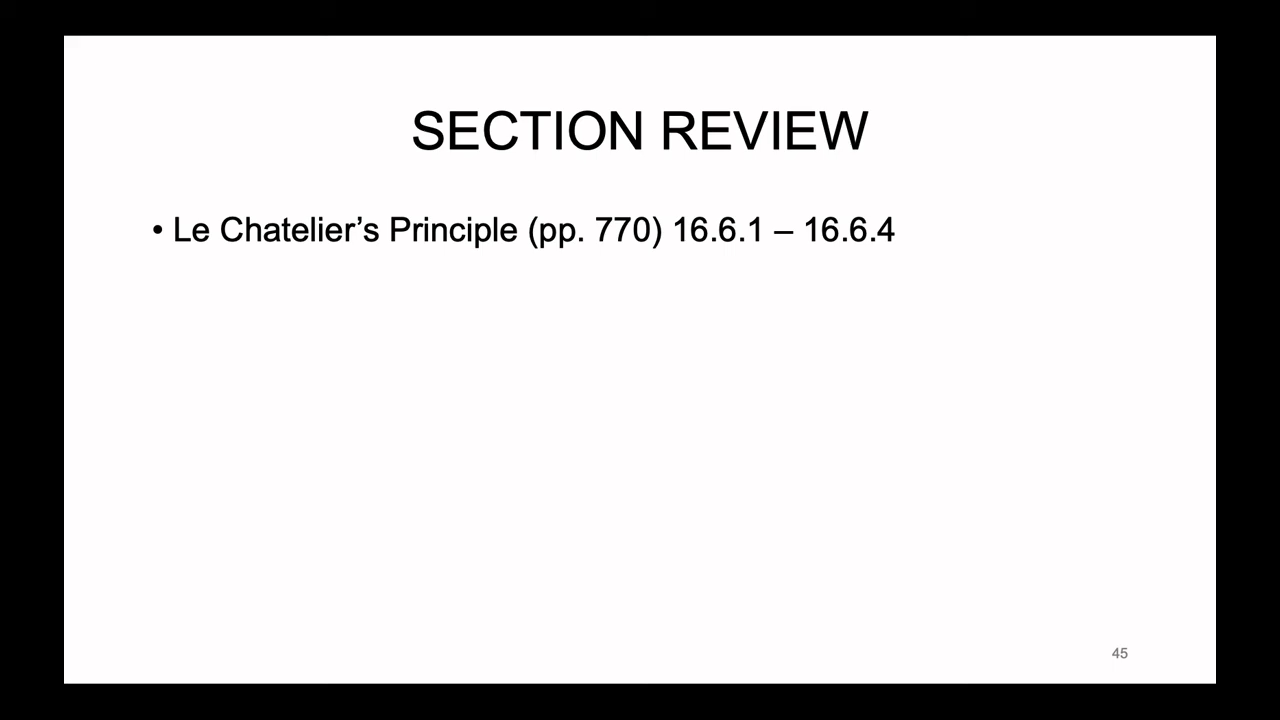 SECTION REVIEW
• Le Chatelier’s Principle (pp. 770) 16.6.1 – 16.6.4
45